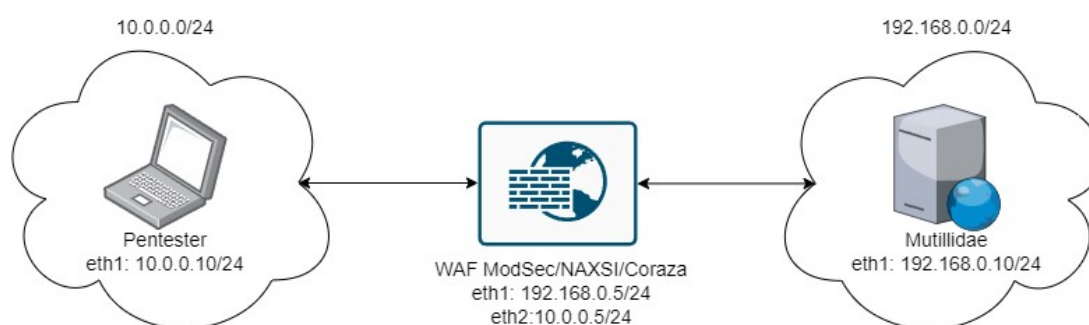 10.0.0.0/24
192.168.0.0/24
Pentester
eth1: 10.0.0.10/24
WAF ModSec/NAXSI/Coraza
eth1: 192.168.0.5/24
eth2:10.0.0.5/24
Mutillidae
eth1: 192.168.0.10/24